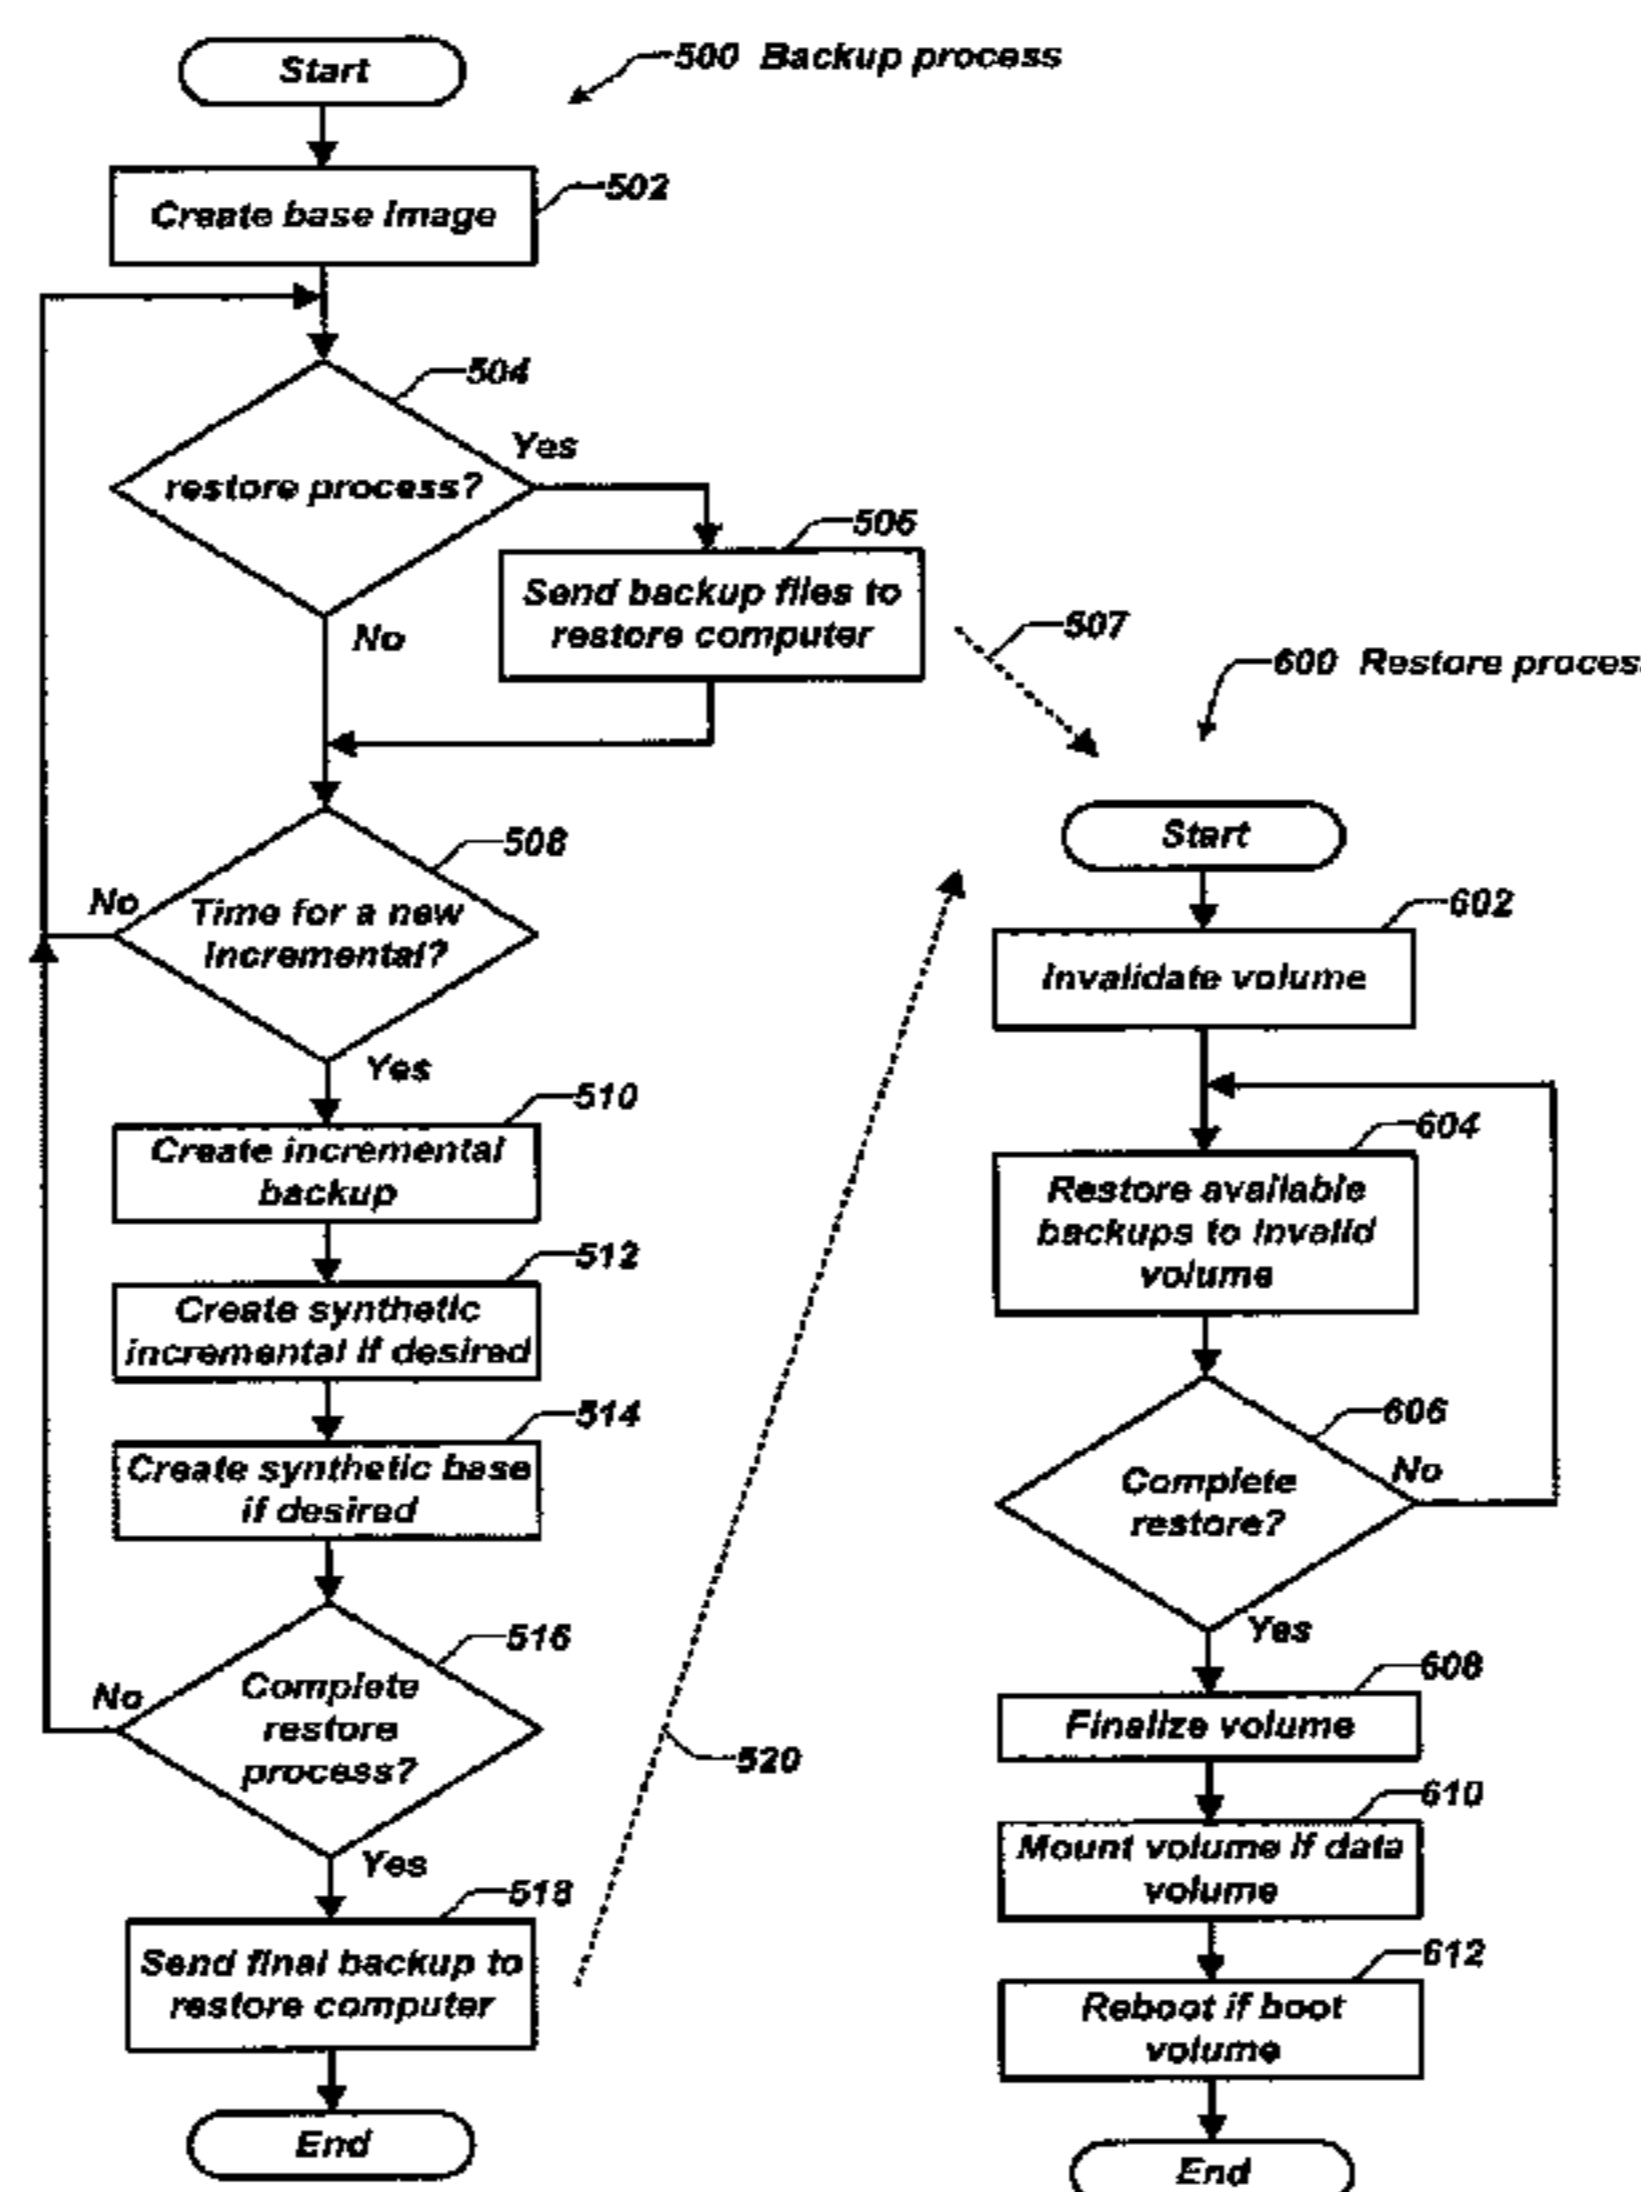 Start
500 Backup process
Create base image
502
504
restore process?
Yes
No
506
Send backup files to
restore computer
507
508
Time for a new
incremental?
No
Yes
510
Create incremental
backup
512
Create synthetic
incremental if desired
514
Create synthetic base
if desired
516
Complete
restore
process?
No
Yes
518
Send final backup to
restore computer
520
End
600 Restore proces
Start
602
Invalidate volume
604
Restore available
backups to invalid
volume
606
Complete
restore?
No
Yes
608
Finalize volume
610
Mount volume if data
volume
612
Reboot if boot
volume
End